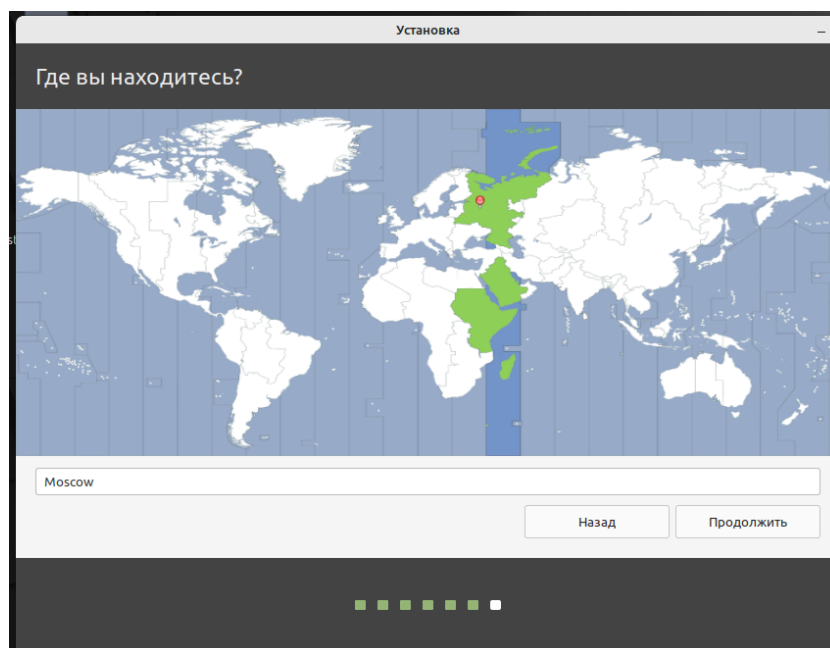 Установка
Где вы находитесь?
Moscow
Назад
Продолжить